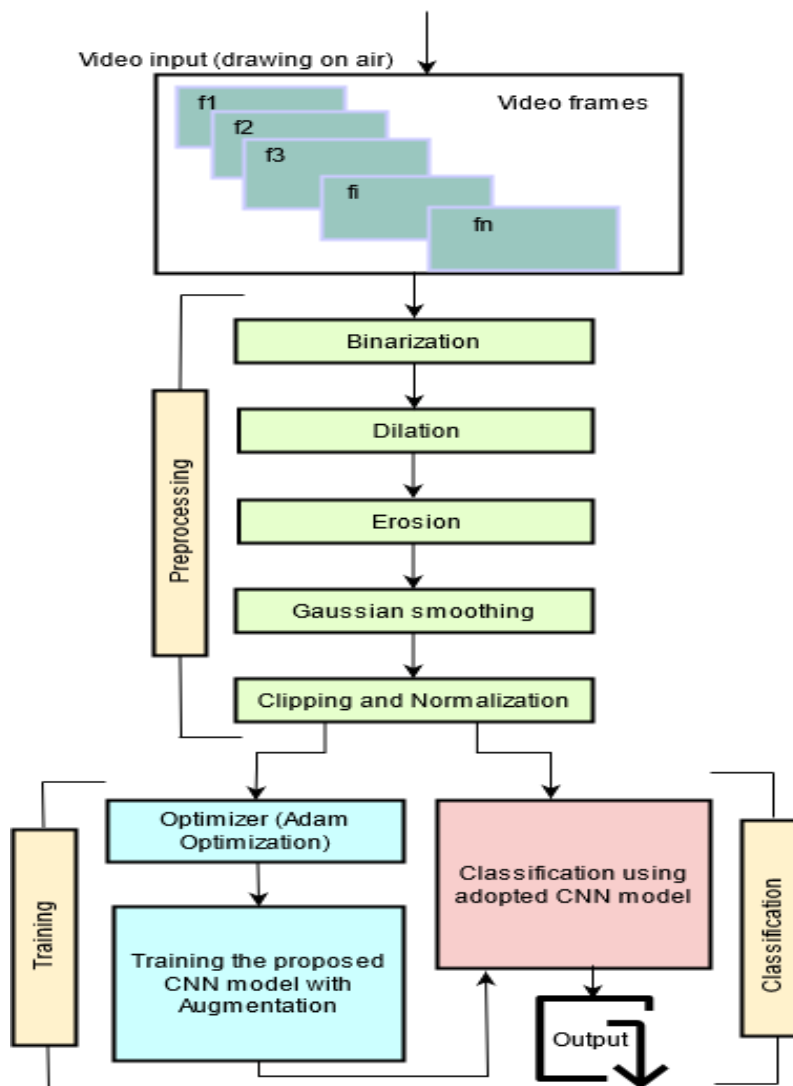 Video input (drawing on air)
Video frames
f1
f2
f3
fi
fn
Binarization
Dilation
Erosion
Gaussian smoothing
Clipping and Normalization
Preprocessing
Optimizer (Adam
Optimization)
Training the proposed
CNN model with
Augmentation
Training
Classification using
adopted CNN model
Classification
Output